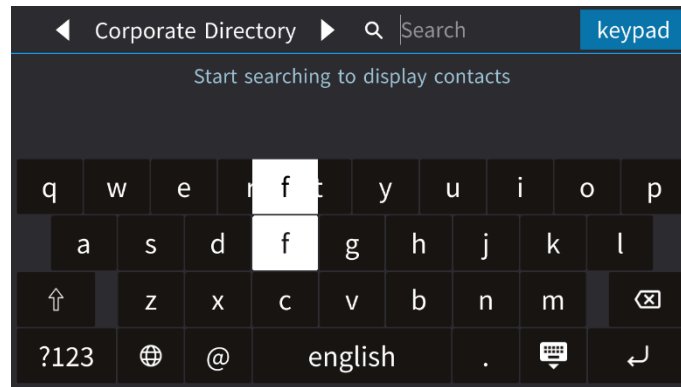 Corporate Directory Search keypad
Start searching to display contacts
q w e r f t y u i o p
a s d f g h j k l
z x c v b n m
?123 @ english .